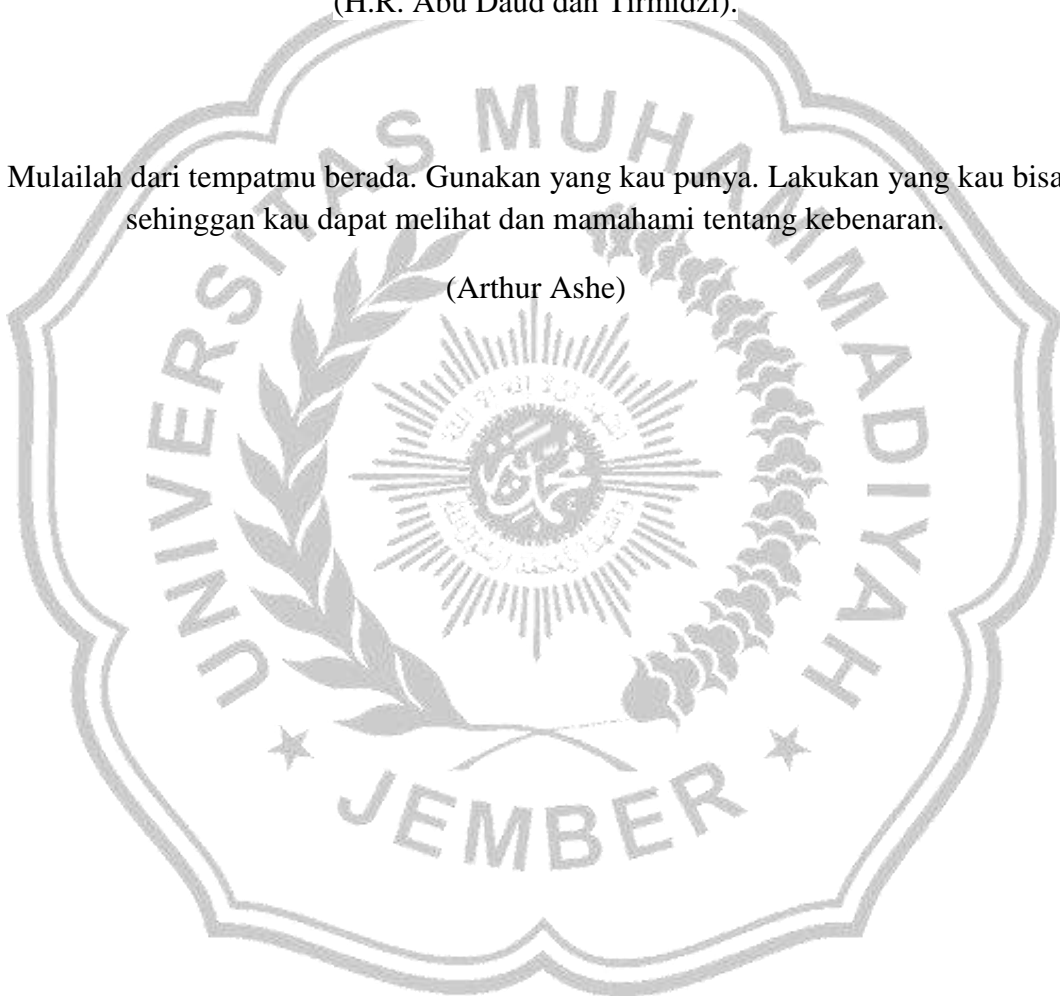 (H.R. Abu Daud dan Tirmidzi).
Mulailah dari tempatmu berada. Gunakan yang kau punya. Lakukan yang kau bisa
sehinggan kau dapat melihat dan mamahami tentang kebenaran.
(Arthur Ashe)
UNIVERSITAS MUHAMMADIYAH
JEMBER